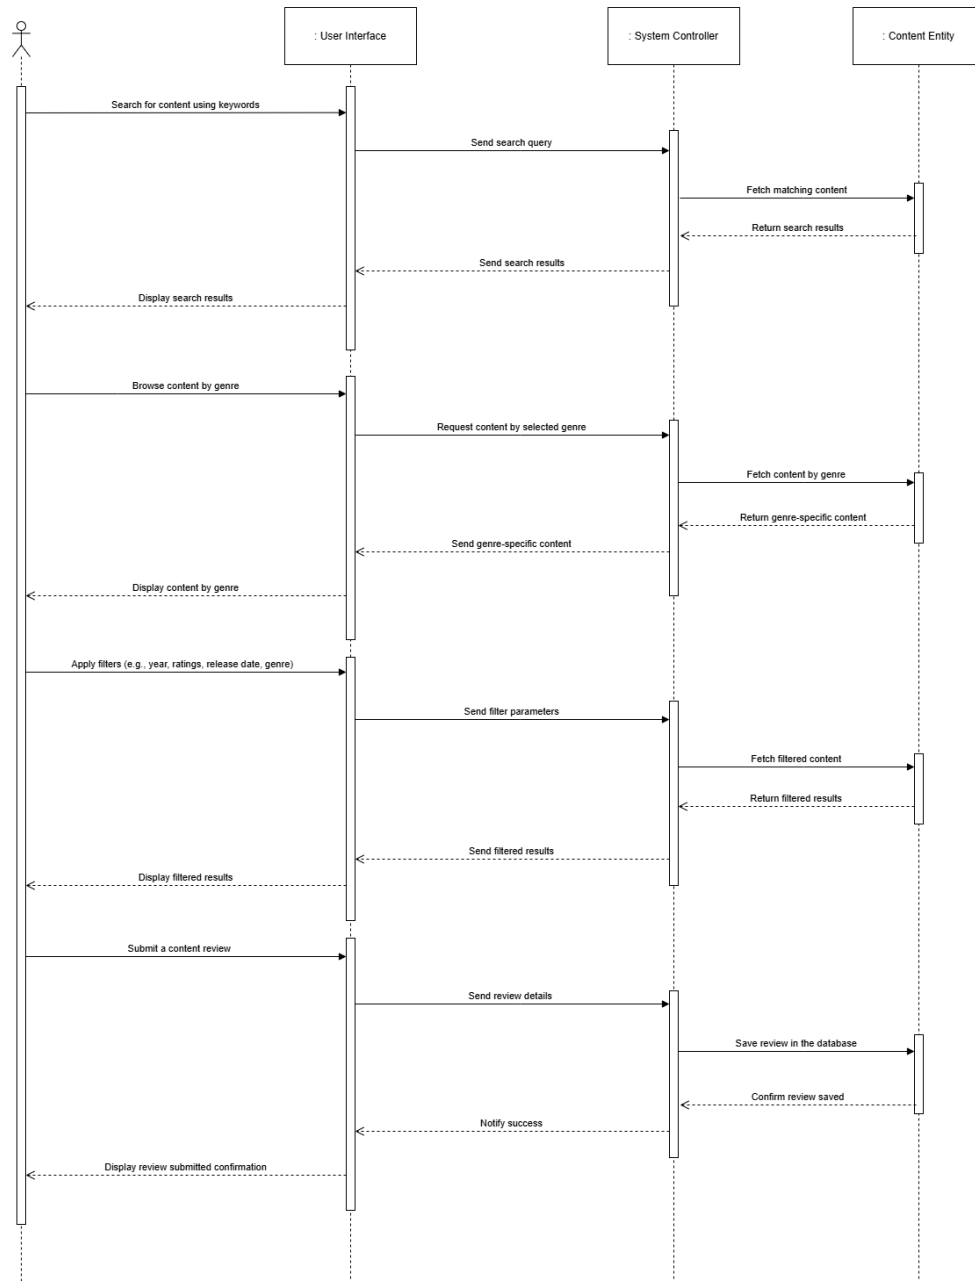 : User Interface
: System Controller
: Content Entity
Search for content using keywords
Send search query
Fetch matching content
Return search results
Send search results
Display search results
Browse content by genre
Request content by selected genre
Fetch content by genre
Return genre-specific content
Send genre-specific content
Display content by genre
Apply filters (e.g., year, ratings, release date, genre)
Send filter parameters
Fetch filtered content
Return filtered results
Send filtered results
Display filtered results
Submit a content review
Send review details
Save review in the database
Confirm review saved
Notify success
Display review submitted confirmation